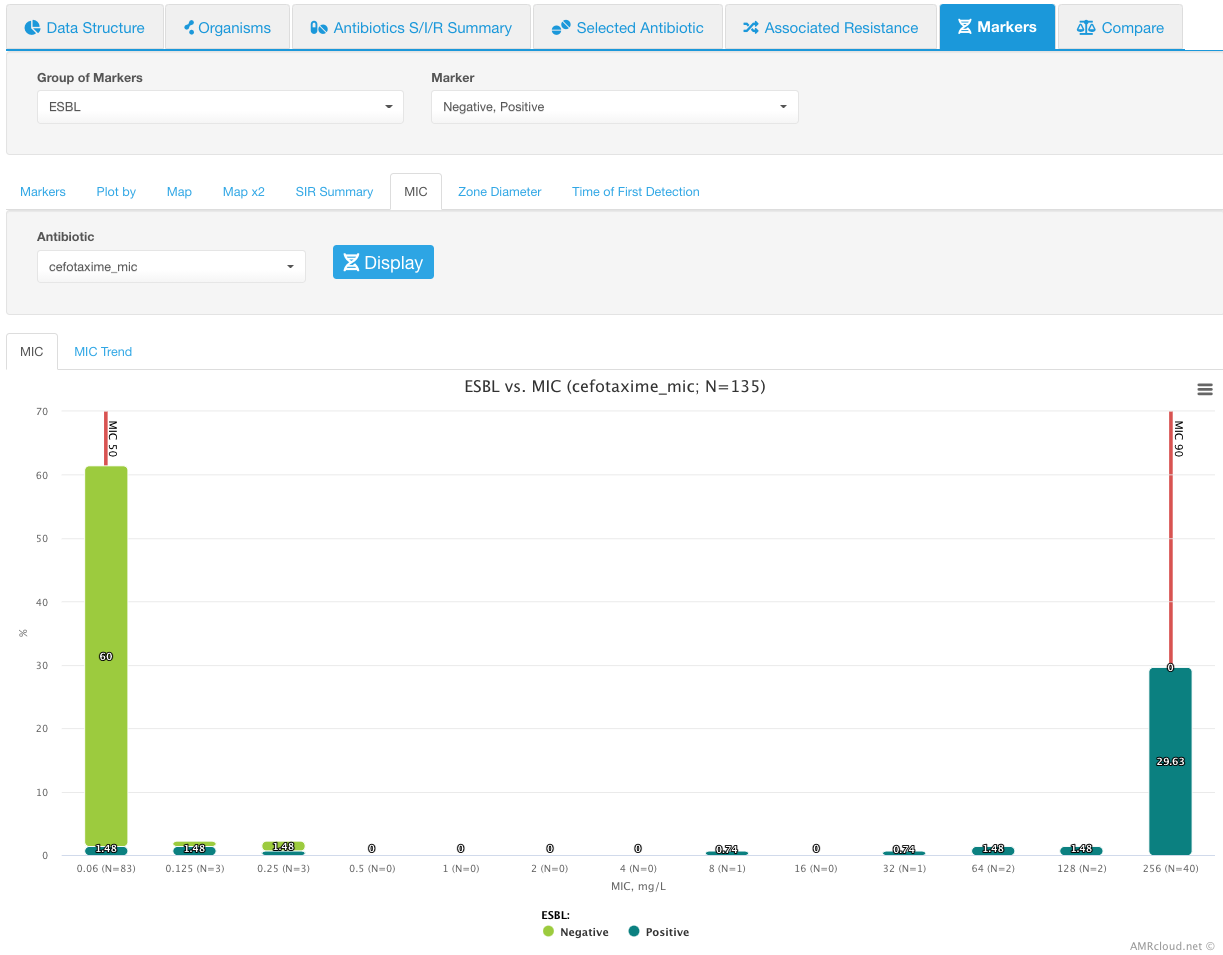 Data Structure Organisms Antibiotics S/I/R Summary Selected Antibiotic Associated Resistance Markers Compare
Group of Markers Marker
ESBL Negative, Positive
Markers Plot by Map Map x2 SIR Summary MIC Zone Diameter Time of First Detection
Antibiotic
cefotaxime_mic Display
MIC MIC Trend
ESBL vs. MIC (cefotaxime_mic; N=135)
70
MIC 50 MIC 90
60
50
40
30
20
10
0
%
60
1.48 1.48 1.48 0 0 0 0 0.74 0 0.74 1.48 1.48
0
29.63
0.06 (N=83) 0.125 (N=3) 0.25 (N=3) 0.5 (N=0) 1 (N=0) 2 (N=0) 4 (N=0) 8 (N=1) 16 (N=0) 32 (N=1) 64 (N=2) 128 (N=2) 256 (N=40)
MIC, mg/L
ESBL:
Negative Positive
AMRcloud.net ©